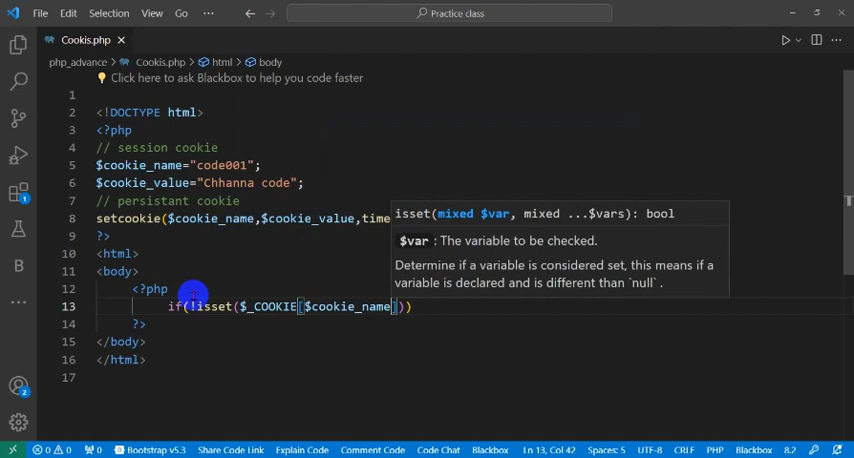 File Edit Selection View Go ··· Practice class
Cookis.php
php_advance > Cookis.php > html > body
Click here to ask Blackbox to help you code faster
1
2 <!DOCTYPE html>
3 <?php
4 // session cookie
5 $cookie_name="code001";
6 $cookie_value="Chhanna code";
7 // persistant cookie
8 setcookie($cookie_name,$cookie_value,time
9 ?>
10 <html>
11 <body>
12 <?php
13 if(!isset($_COOKIE[$cookie_name]))
14 ?>
15 </body>
16 </html>
17
isset(mixed $var, mixed ...$vars): bool
$var : The variable to be checked.
Determine if a variable is considered set, this means if a
variable is declared and is different than `null` .
1
B
2
0 0 0 Bootstrap v5.3 Share Code Link Explain Code Comment Code Code Chat Blackbox Ln 13, Col 42 Spaces: 5 UTF-8 CRLF PHP Blackbox 8.2